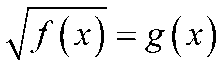 √f(x) = g(x)